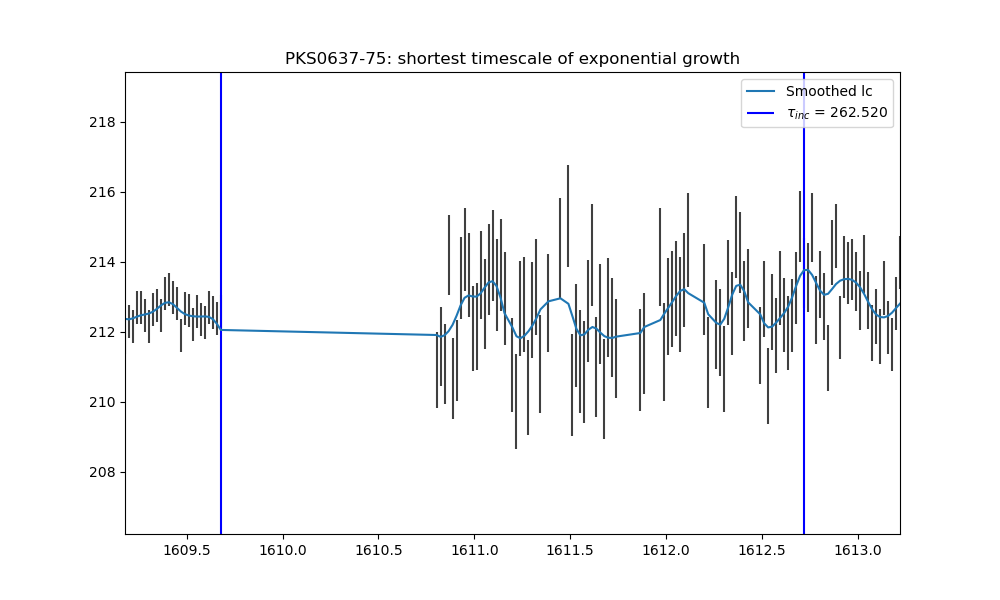 PKS0637-75: shortest timescale of exponential growth
Smoothed lc
τ_inc = 262.520
218
216
214
212
210
208
1609.5 1610.0 1610.5 1611.0 1611.5 1612.0 1612.5 1613.0